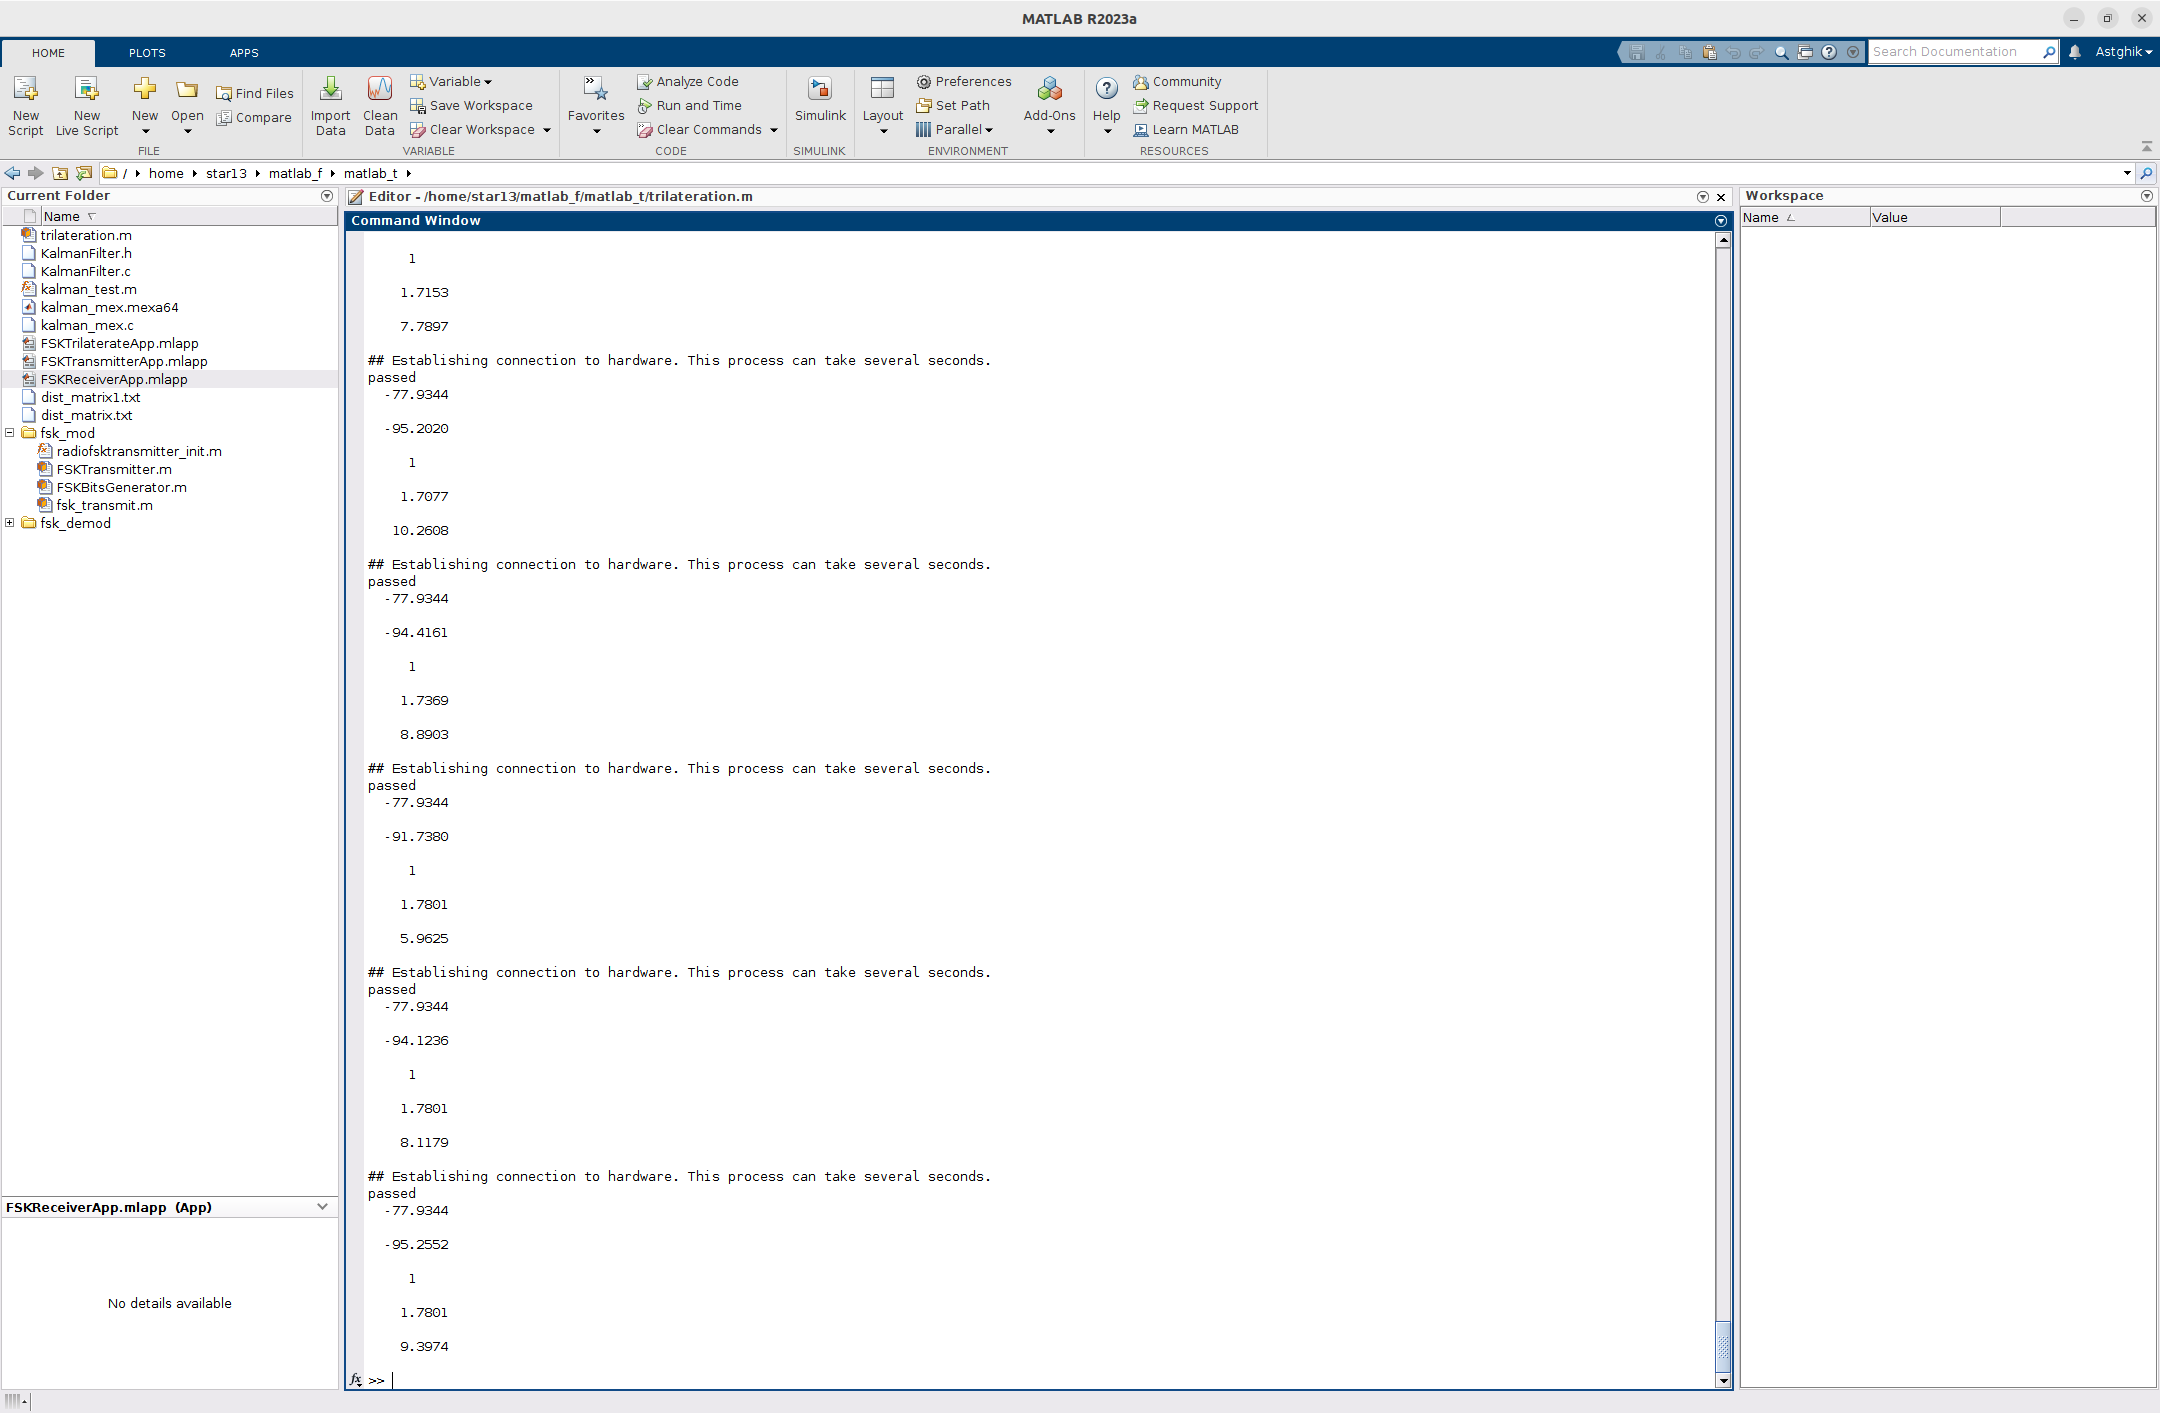 MATLAB R2023a
HOME PLOTS APPS
Search Documentation Astghik
New Script
New Live Script
New
Open
Find Files
Compare
FILE
Import Data
Clean Data
Variable
Save Workspace
Clear Workspace
VARIABLE
Favorites
Analyze Code
Run and Time
Clear Commands
CODE
Simulink
SIMULINK
Layout
Preferences
Set Path
Parallel
Add-Ons
ENVIRONMENT
Help
Community
Request Support
Learn MATLAB
RESOURCES
/ home star13 matlab_f matlab_t
Current Folder
Name
trilateration.m
KalmanFilter.h
KalmanFilter.c
kalman_test.m
kalman_mex.mexa64
kalman_mex.c
FSKTrilaterateApp.mlapp
FSKTransmitterApp.mlapp
FSKReceiverApp.mlapp
dist_matrix1.txt
dist_matrix.txt
fsk_mod
radiofsktransmitter_init.m
FSKTransmitter.m
FSKBitsGenerator.m
fsk_transmit.m
fsk_demod
FSKReceiverApp.mlapp (App)
No details available
Editor - /home/star13/matlab_f/matlab_t/trilateration.m
Command Window
1
1.7153
7.7897
## Establishing connection to hardware. This process can take several seconds.
passed
-77.9344
-95.2020
1
1.7077
10.2608
## Establishing connection to hardware. This process can take several seconds.
passed
-77.9344
-94.4161
1
1.7369
8.8903
## Establishing connection to hardware. This process can take several seconds.
passed
-77.9344
-91.7380
1
1.7801
5.9625
## Establishing connection to hardware. This process can take several seconds.
passed
-77.9344
-94.1236
1
1.7801
8.1179
## Establishing connection to hardware. This process can take several seconds.
passed
-77.9344
-95.2552
1
1.7801
9.3974
fx >>
Workspace
Name Value